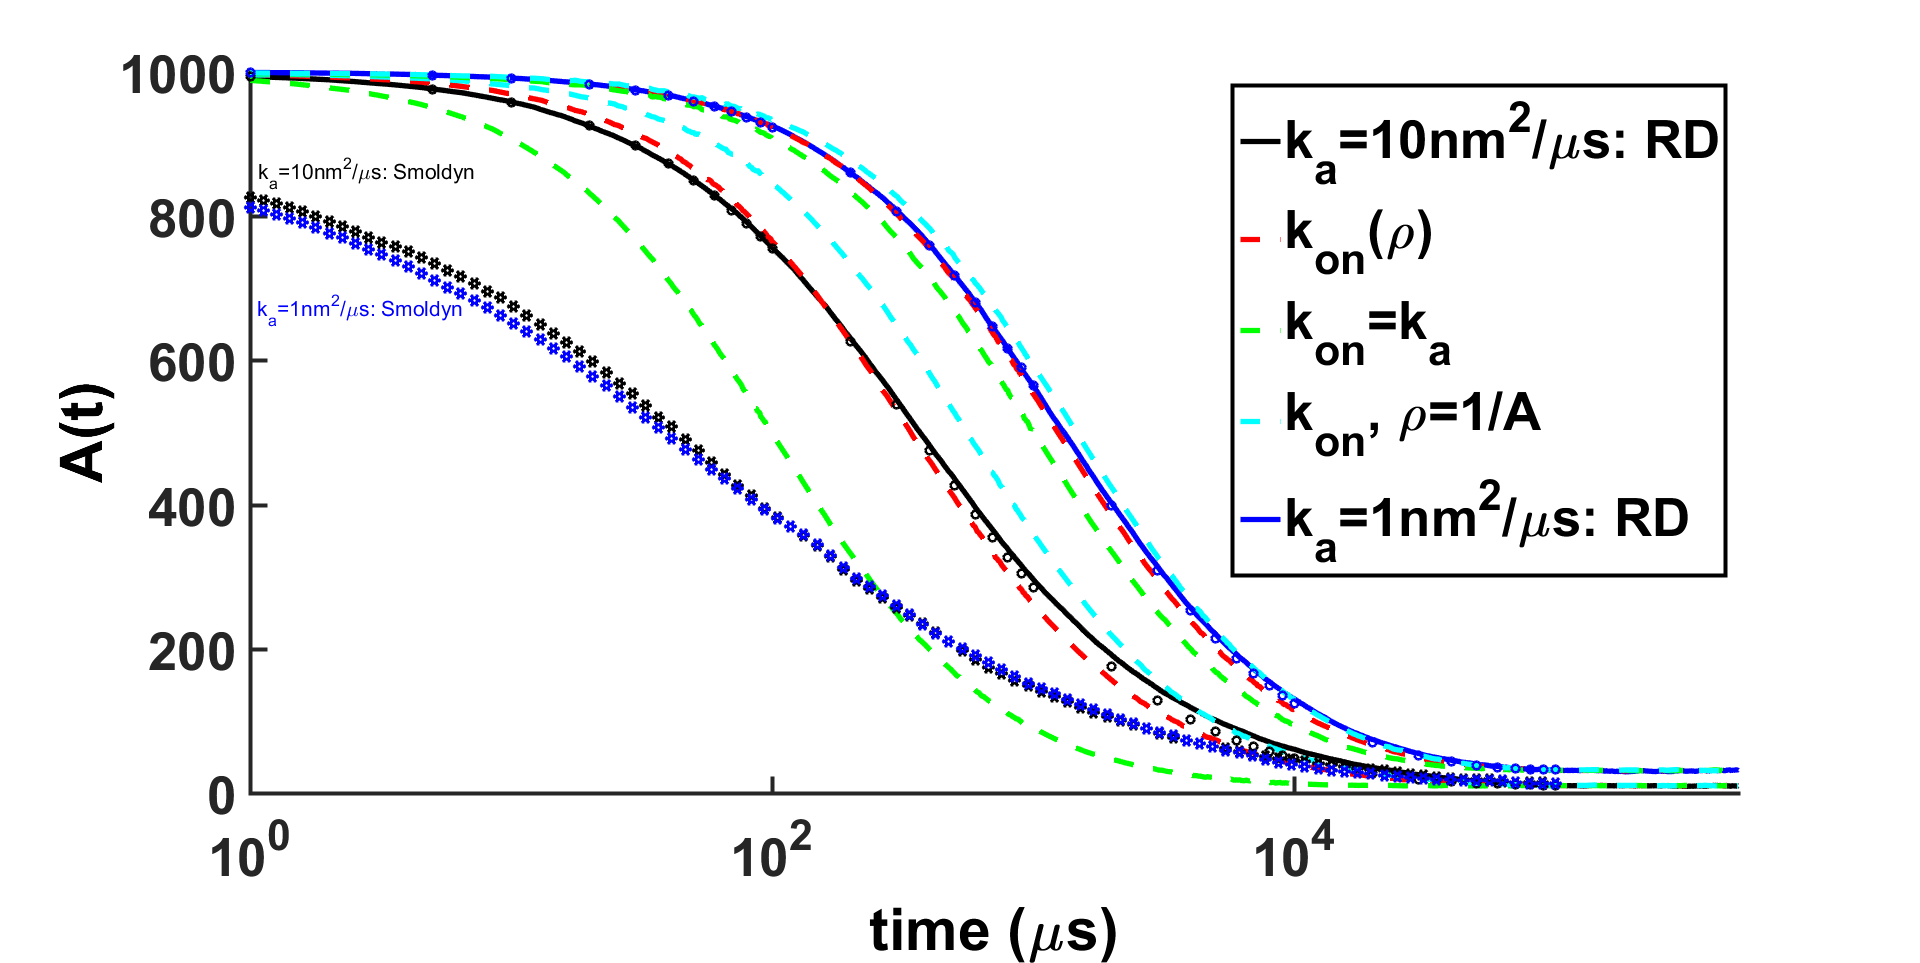 1000
800
600
400
200
0
A(t)
k_a=10nm^2/μs: Smoldyn
k_a=1nm^2/μs: Smoldyn
k_a=10nm^2/μs: RD
k_on(ρ)
k_on=k_a
k_on, ρ=1/A
k_a=1nm^2/μs: RD
10^0
10^2
10^4
time (μs)